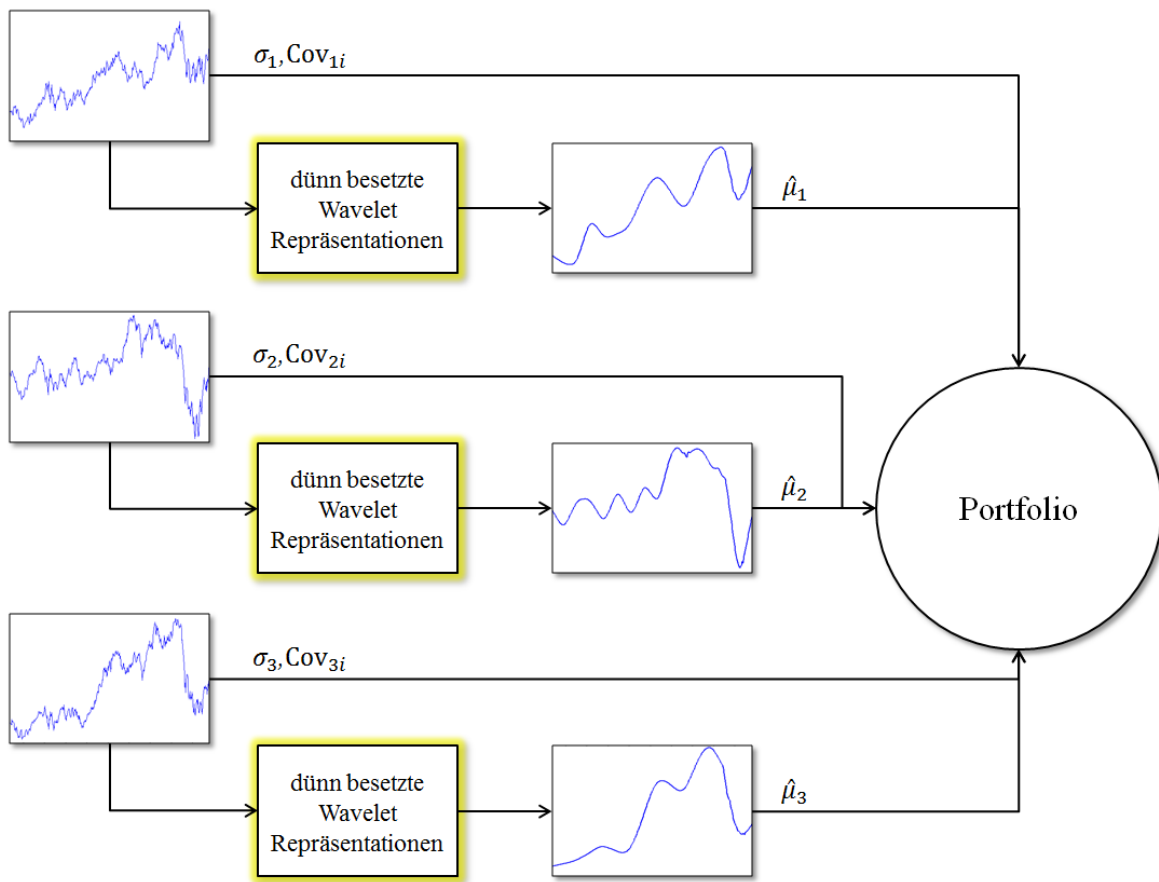 σ₁, Cov₁ᵢ
dünn besetzte
Wavelet
Repräsentationen
μ̂₁
σ₂, Cov₂ᵢ
dünn besetzte
Wavelet
Repräsentationen
μ̂₂
Portfolio
σ₃, Cov₃ᵢ
dünn besetzte
Wavelet
Repräsentationen
μ̂₃